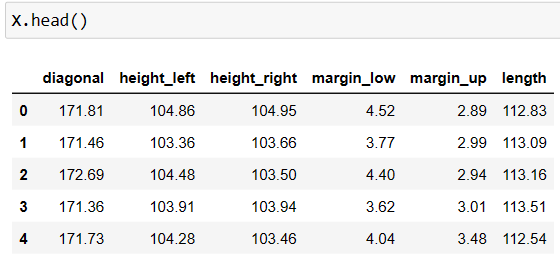 X.head()
diagonal height_left height_right margin_low margin_up length
0 171.81 104.86 104.95 4.52 2.89 112.83
1 171.46 103.36 103.66 3.77 2.99 113.09
2 172.69 104.48 103.50 4.40 2.94 113.16
3 171.36 103.91 103.94 3.62 3.01 113.51
4 171.73 104.28 103.46 4.04 3.48 112.54